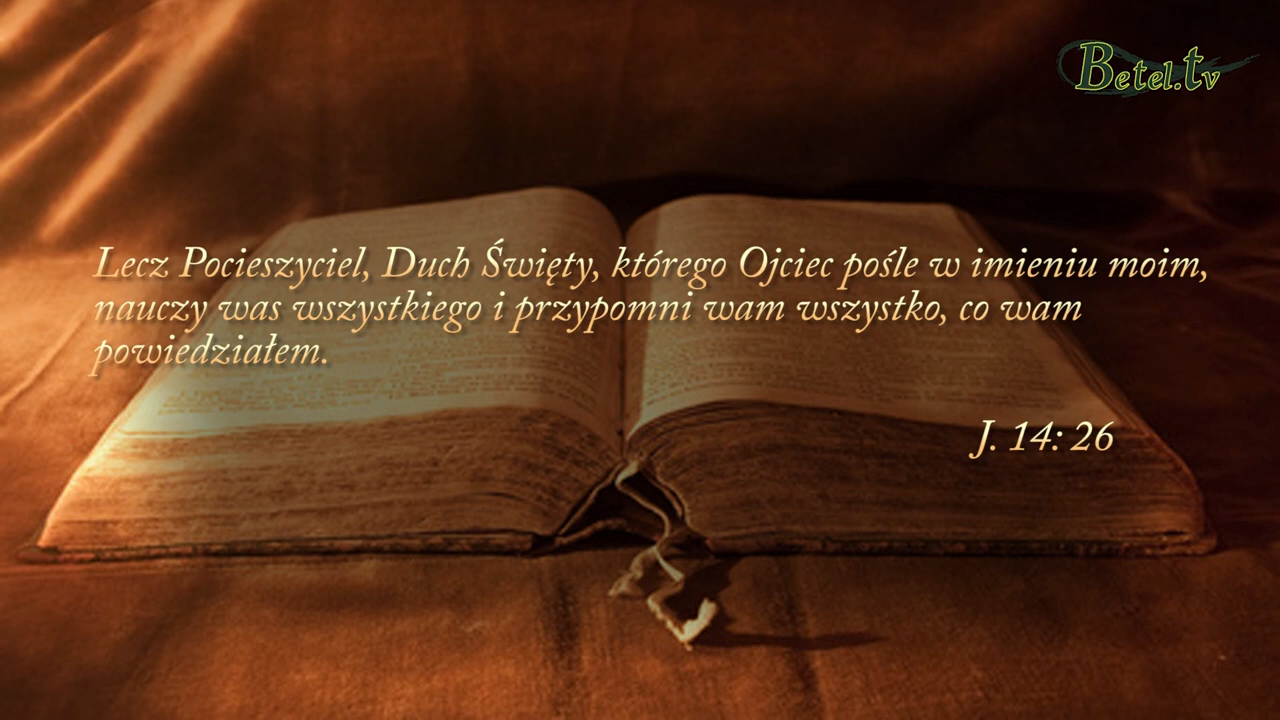 Betel.tv
Lecz Pocieszyciel, Duch Święty, którego Ojciec pośle w imieniu moim,
nauczy was wszystkiego i przypomni wam wszystko, co wam
powiedziałem.
J. 14: 26